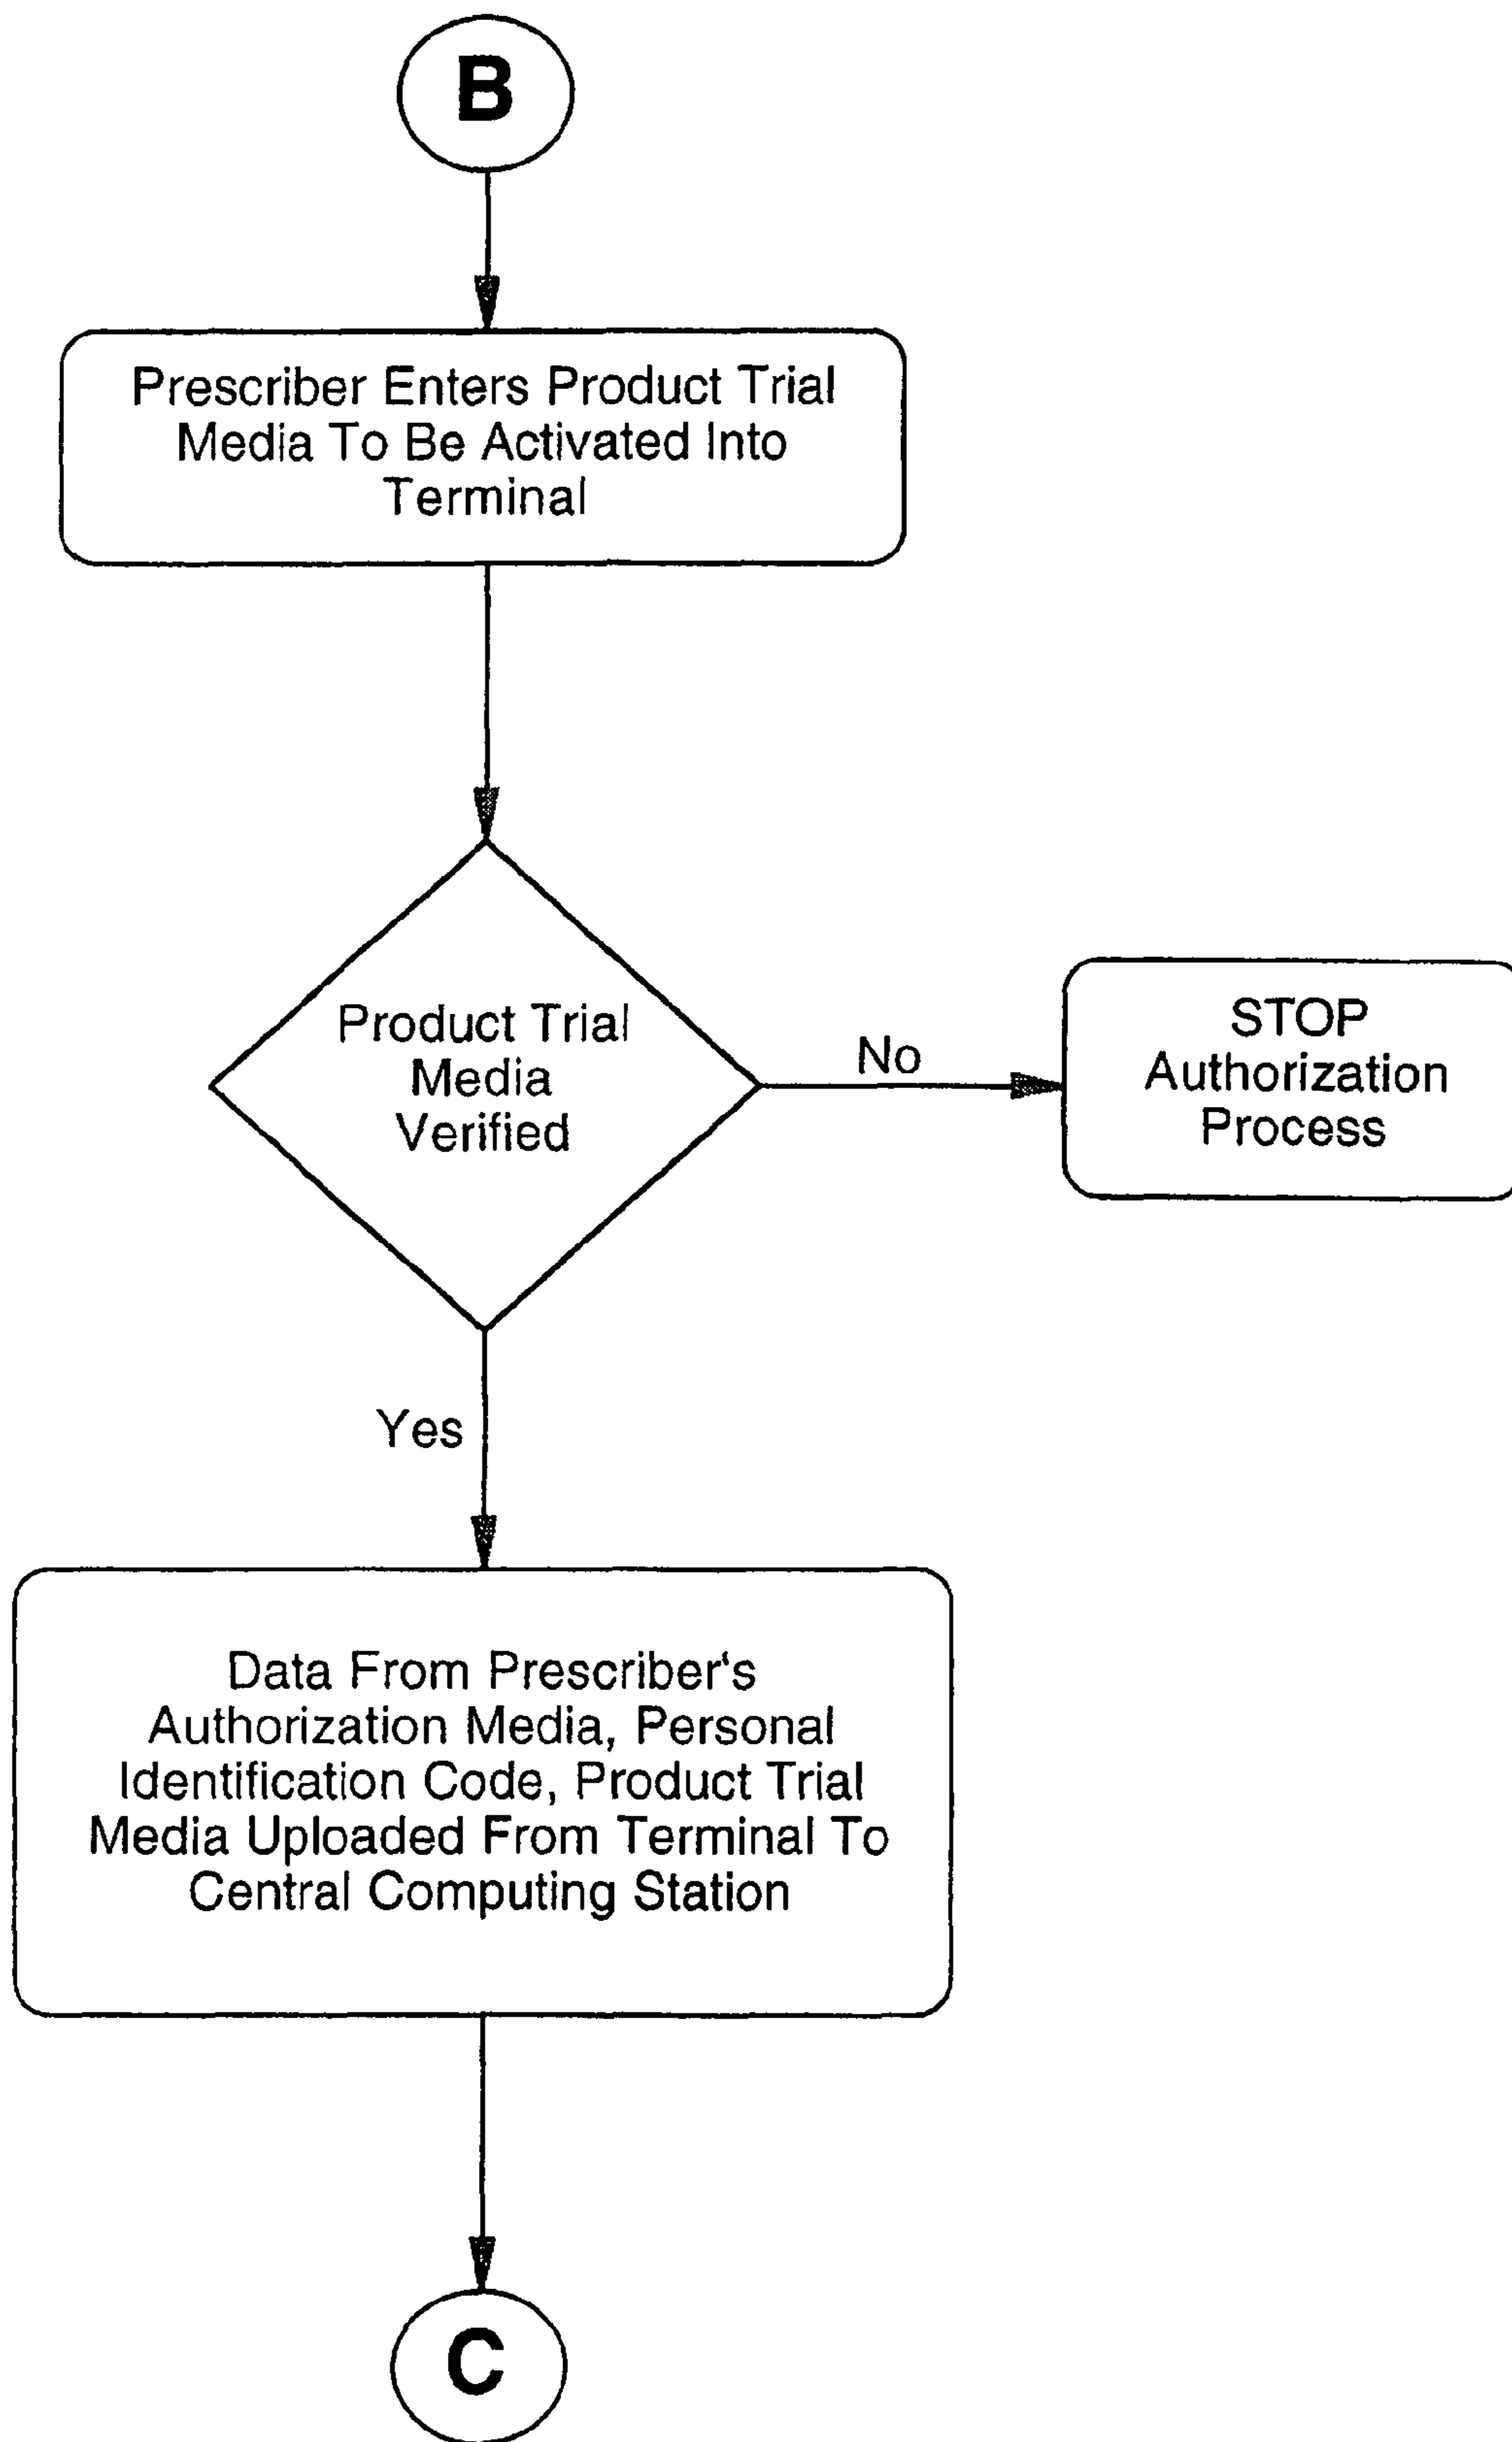 B
Prescriber Enters Product Trial
Media To Be Activated Into
Terminal
Product Trial
Media
Verified
No
STOP
Authorization
Process
Yes
Data From Prescriber's
Authorization Media, Personal
Identification Code, Product Trial
Media Uploaded From Terminal To
Central Computing Station
C